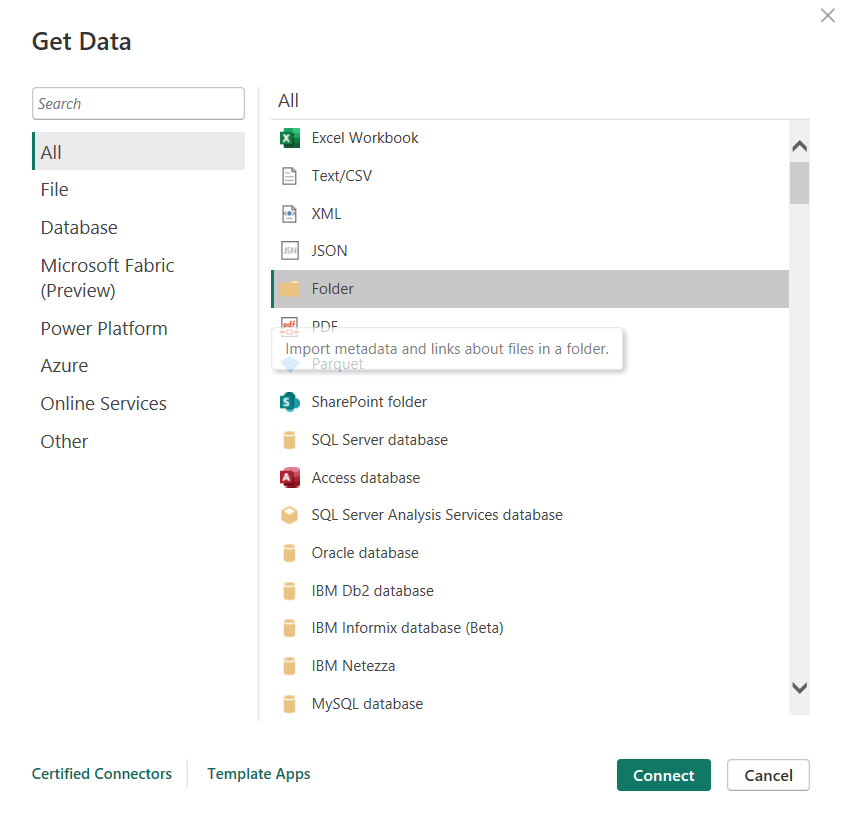 Get Data
Search
All
File
Database
Microsoft Fabric
(Preview)
Power Platform
Azure
Online Services
Other
All
Excel Workbook
Text/CSV
XML
JSON
Folder
PDF
Import metadata and links about files in a folder.
Parquet
SharePoint folder
SQL Server database
Access database
SQL Server Analysis Services database
Oracle database
IBM Db2 database
IBM Informix database (Beta)
IBM Netezza
MySQL database
Certified Connectors
Template Apps
Connect
Cancel